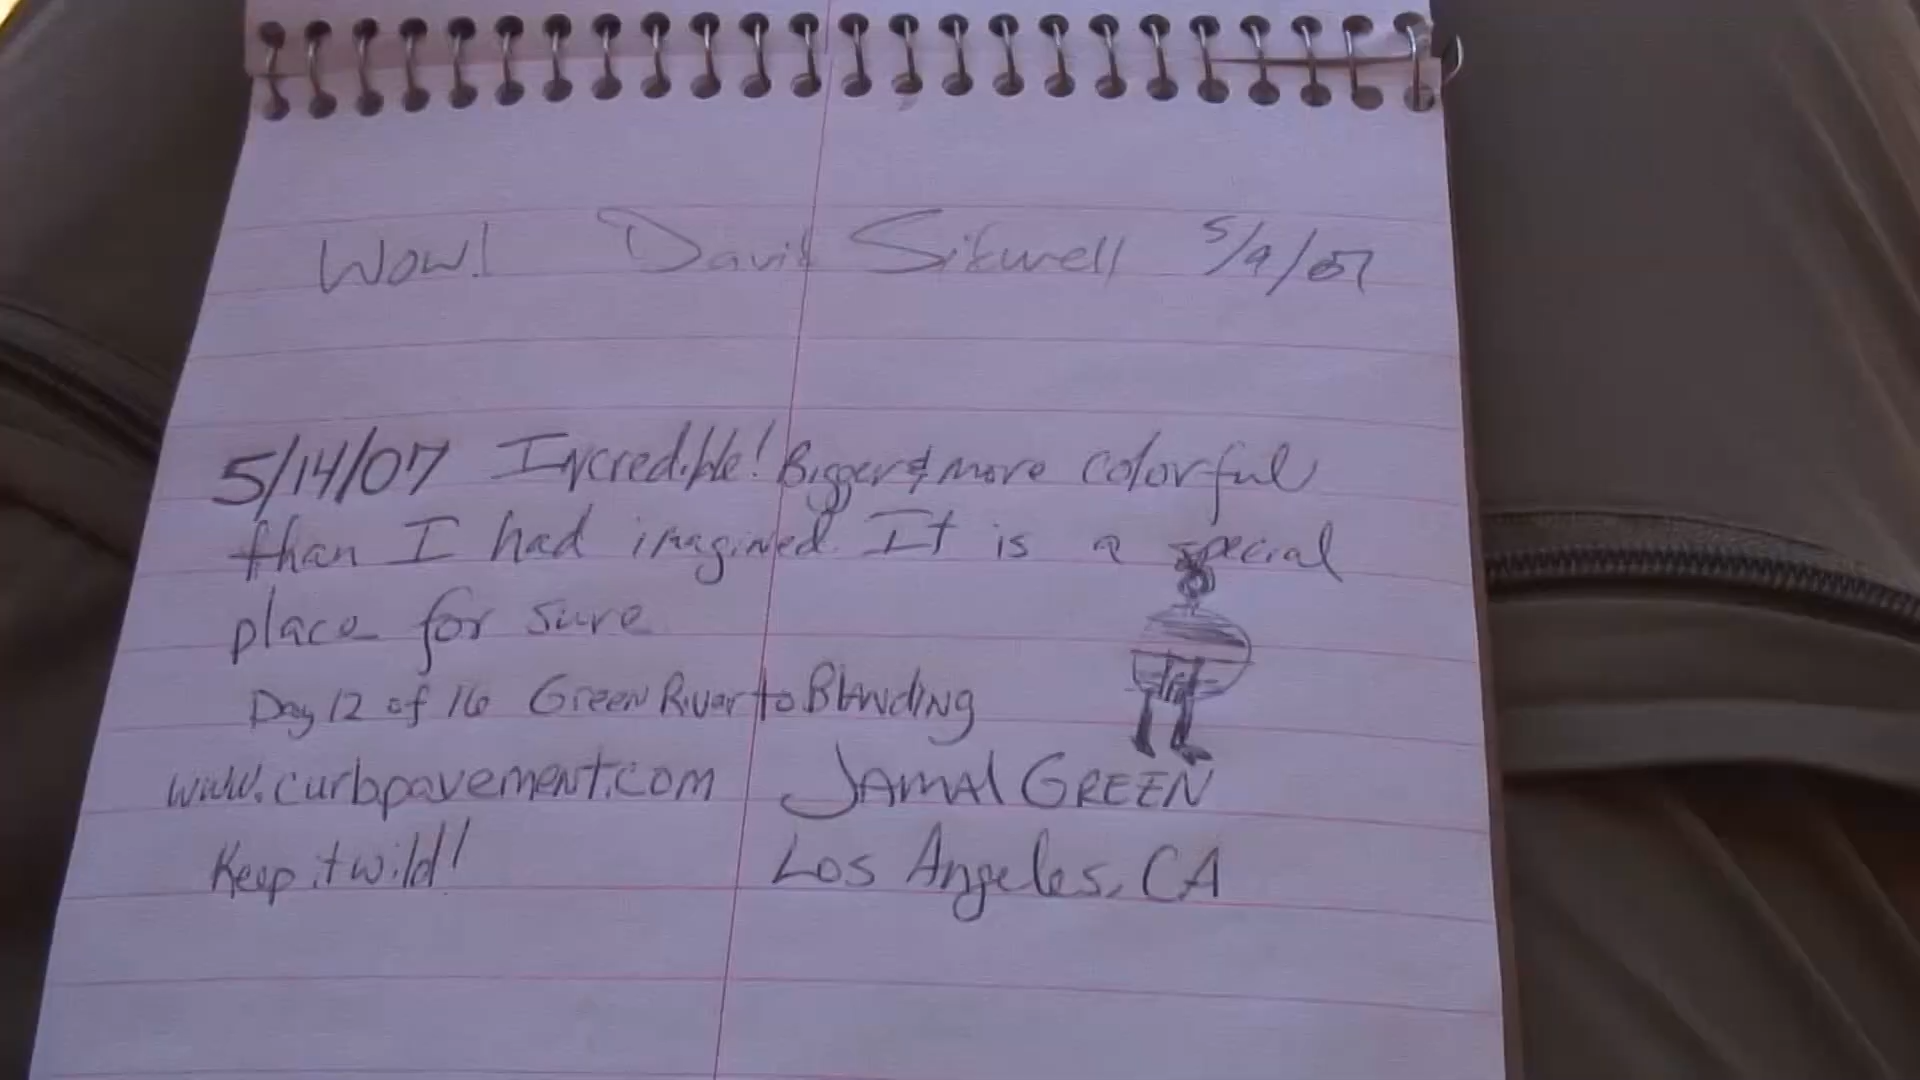 Wow! David Sitwell 5/9/07
5/14/07 Incredible! Bigger & more colorful
than I had imagined. It is a special
place for sure
Day 12 of 16 Green River to Blanding
www.curbpavement.com JAMAL GREEN
Keep it wild! Los Angeles, CA